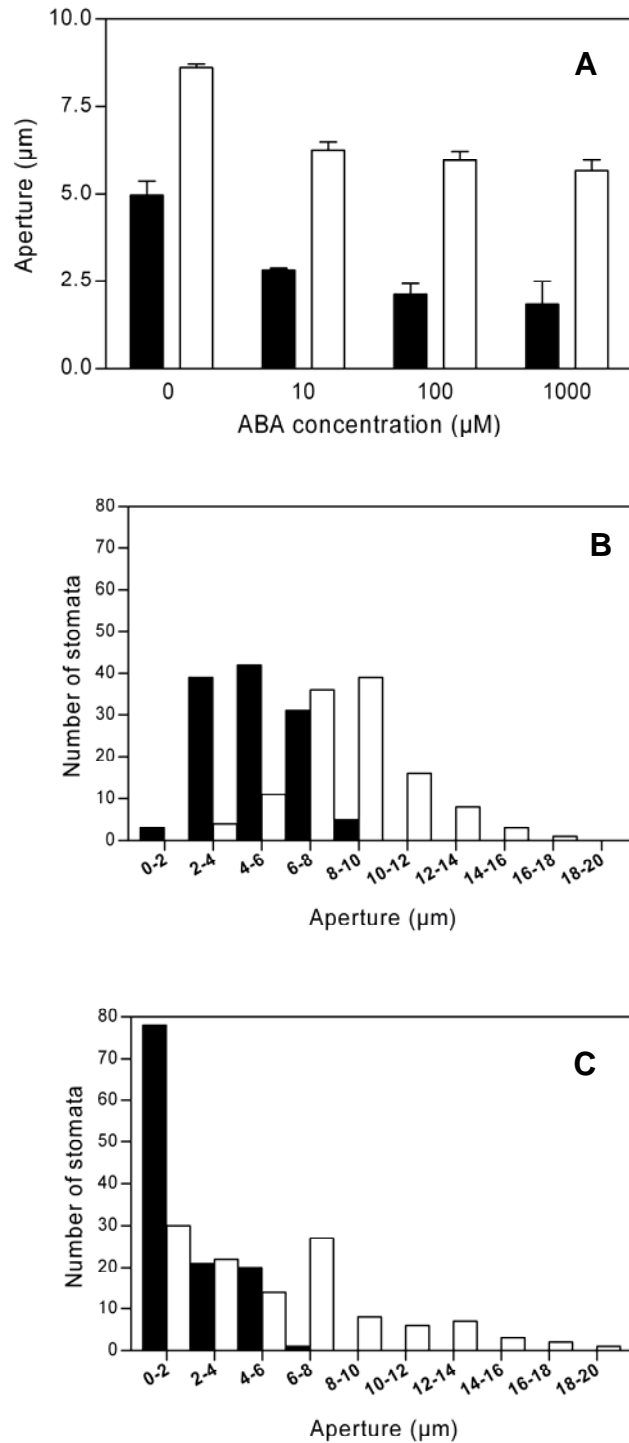 A
10.0
7.5
5.0
2.5
0.0
Aperture (µm)
0 10 100 1000
ABA concentration (µM)
B
80
70
60
50
40
30
20
10
0
Number of stomata
0-2 2-4 4-6 6-8 8-10 10-12 12-14 14-16 16-18 18-20
Aperture (µm)
C
80
70
60
50
40
30
20
10
0
Number of stomata
0-2 2-4 4-6 6-8 8-10 10-12 12-14 14-16 16-18 18-20
Aperture (µm)